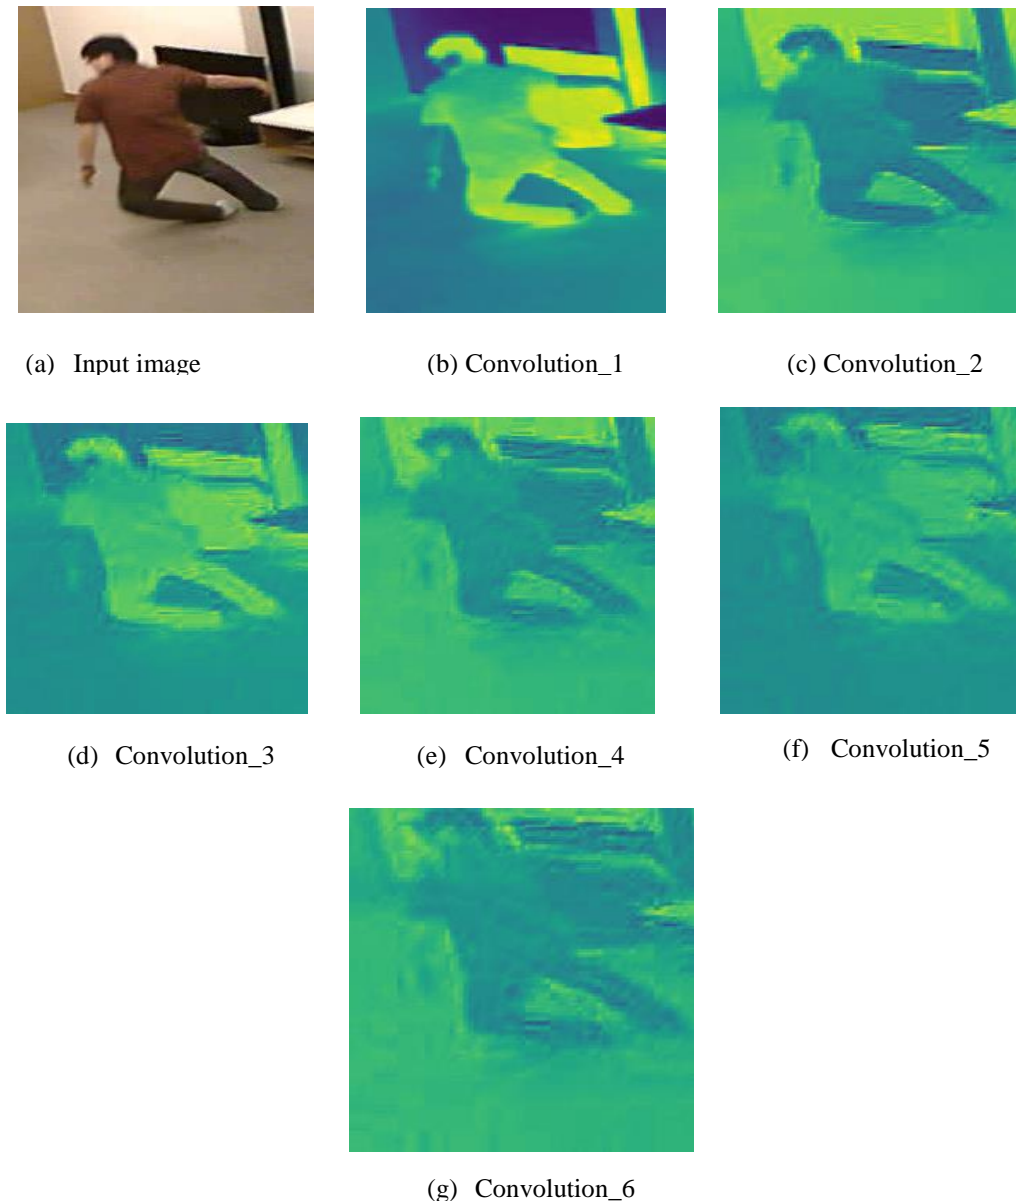 (a) Input image
(b) Convolution_1
(c) Convolution_2
(d) Convolution_3
(e) Convolution_4
(f) Convolution_5
(g) Convolution_6